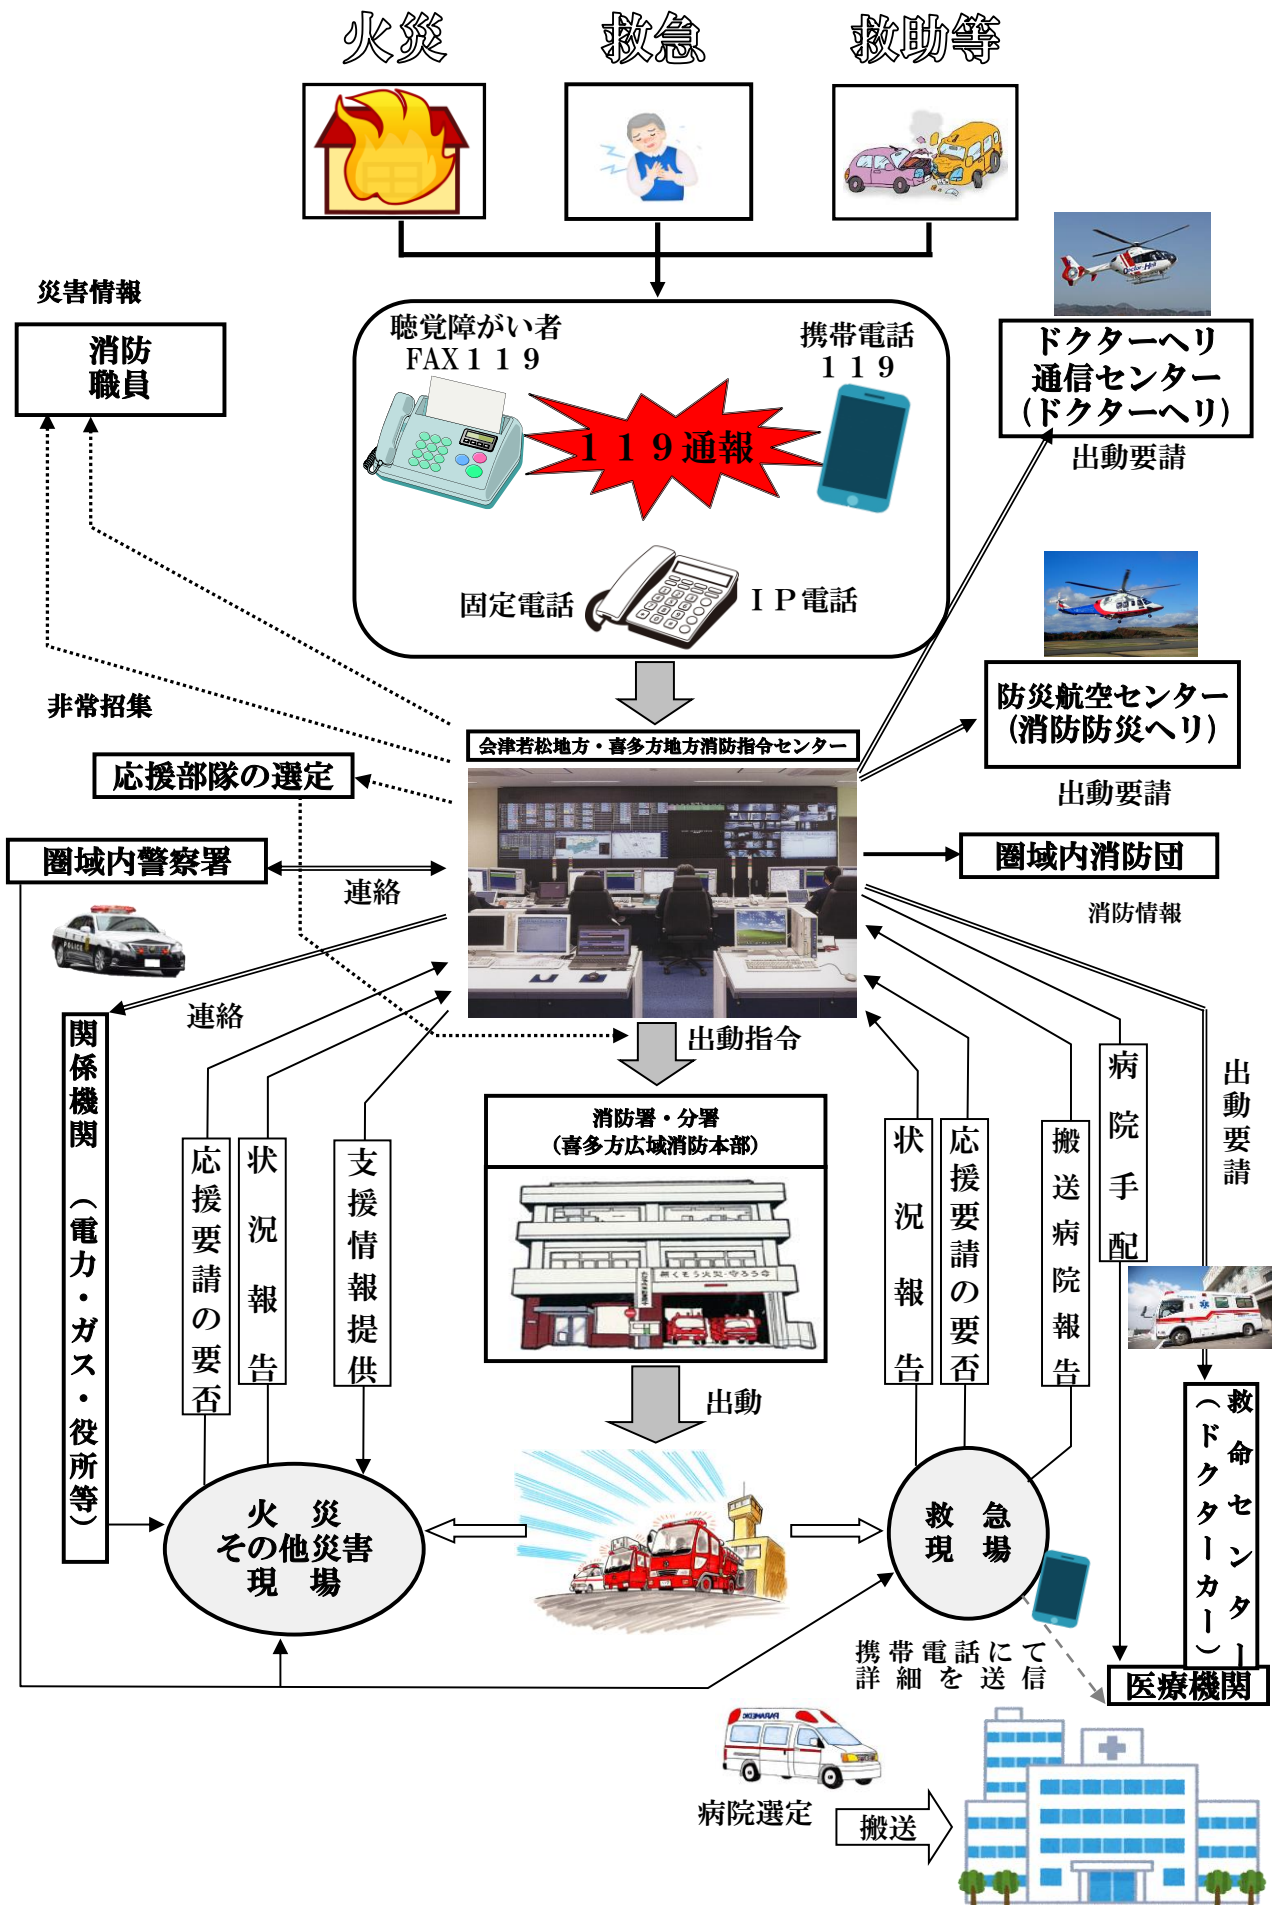 火災
救急
救助等
災害情報
消防
職員
聴覚障がい者
FAX１１９
携帯電話
１１９
１１９通報
固定電話
ＩＰ電話
ドクターヘリ
通信センター
(ドクターヘリ)
出動要請
防災航空センター
(消防防災ヘリ)
出動要請
非常招集
会津若松地方・喜多方地方消防指令センター
応援部隊の選定
圏域内警察署
連絡
圏域内消防団
消防情報
POLICE
連絡
出動指令
関係機関（電力・ガス・役所等）
応援要請の要否
状況報告
支援情報提供
消防署・分署
（喜多方広域消防本部）
状況報告
応援要請の要否
搬送病院報告
病院手配
出動要請
出動
火　災
その他災害
現　場
救　急
現　場
救命センター
（ドクターカー）
携帯電話にて
詳細を送信
医療機関
PARAMEDIC
病院選定
搬送